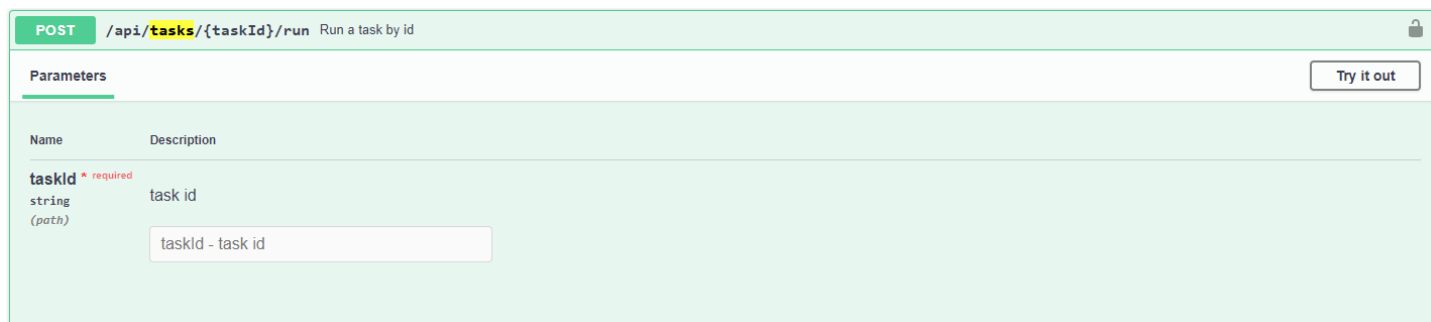 POST /api/tasks/{taskId}/run Run a task by id
Parameters Try it out
Name Description
taskId * required
string
(path)
task id
taskId - task id